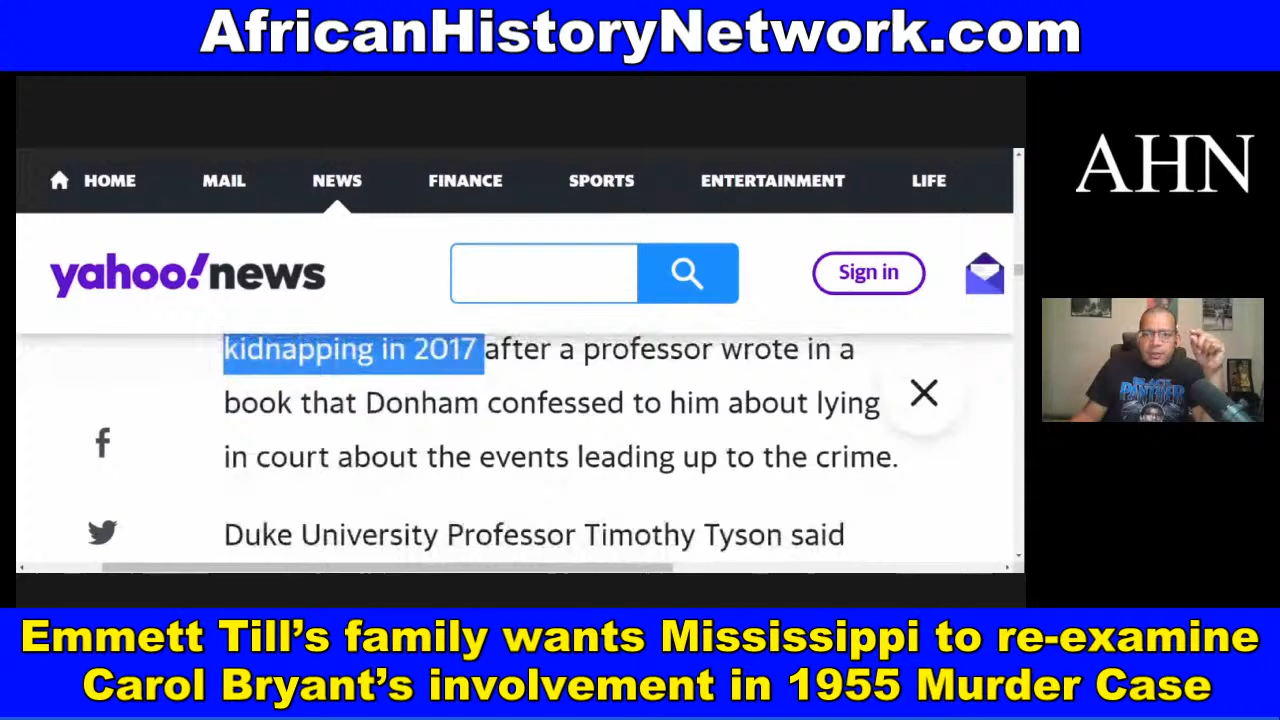 AfricanHistoryNetwork.com
HOME MAIL NEWS FINANCE SPORTS ENTERTAINMENT LIFE
AHN
yahoo!news
Sign in
kidnapping in 2017 after a professor wrote in a
book that Donham confessed to him about lying
in court about the events leading up to the crime.
Duke University Professor Timothy Tyson said
BLACK
PANTHER
Emmett Till’s family wants Mississippi to re-examine
Carol Bryant’s involvement in 1955 Murder Case